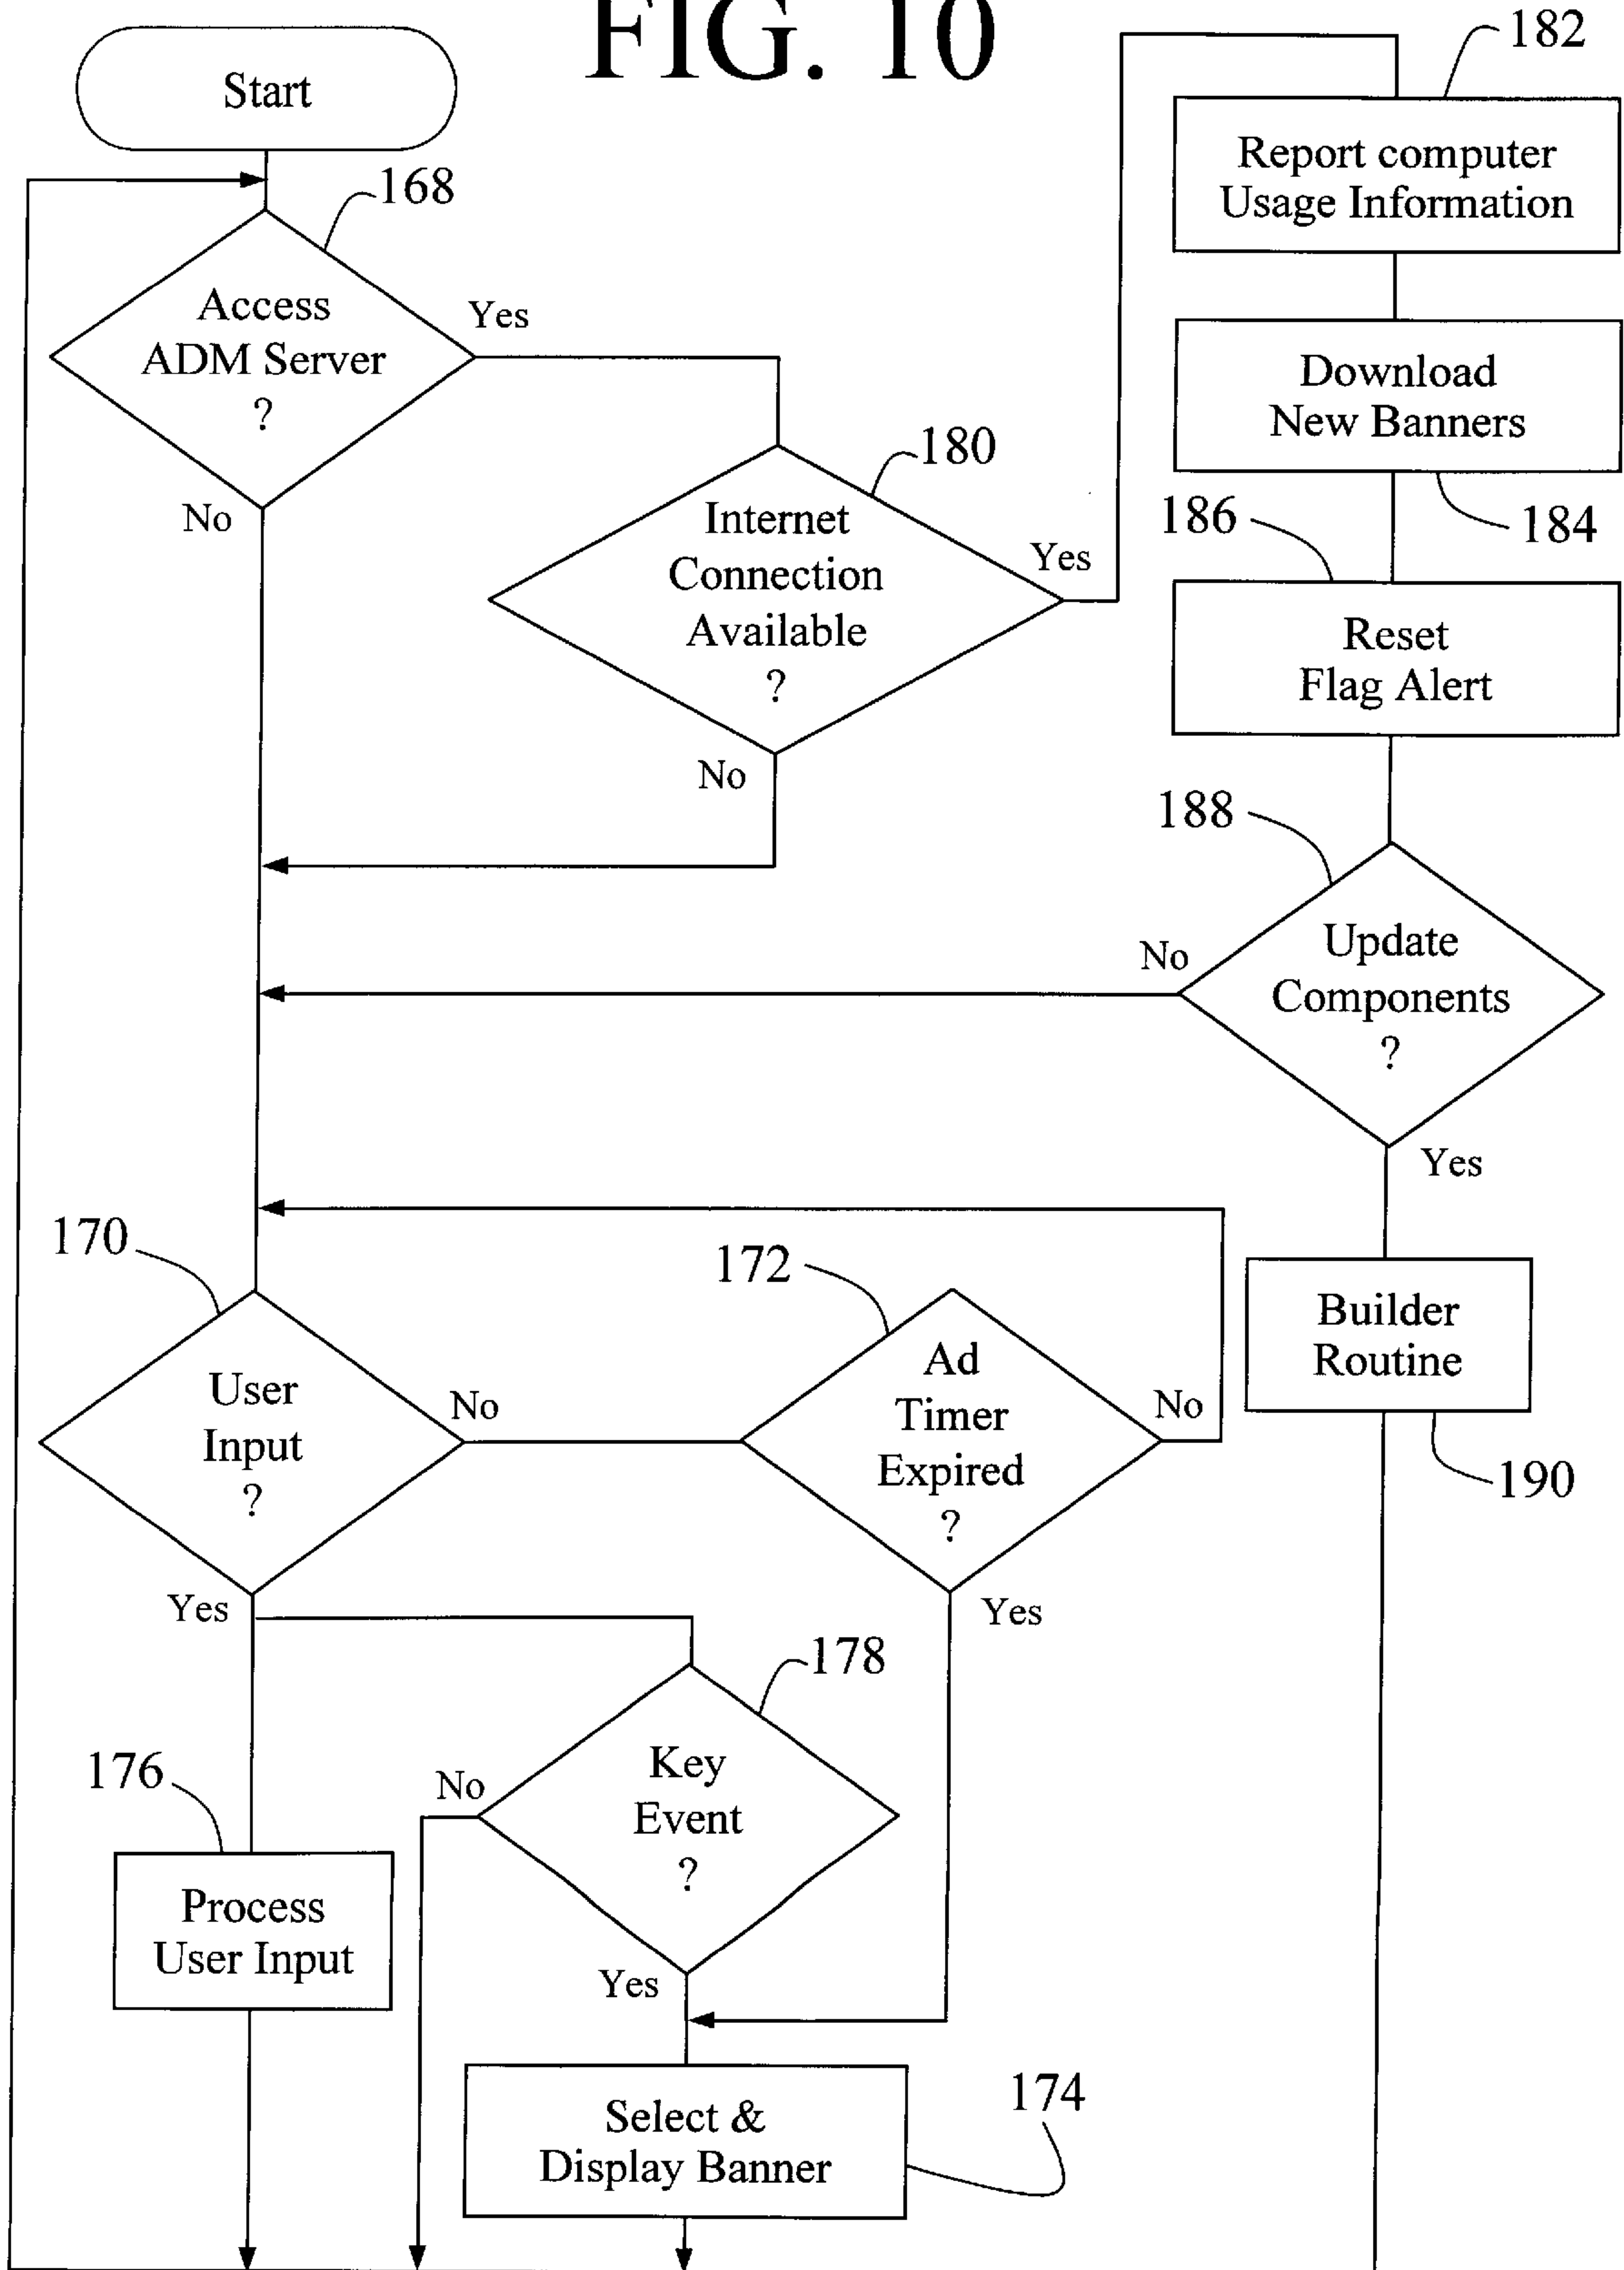 FIG. 10
Start
182
Report computer
Usage Information
168
Access
ADM Server
?
Yes
No
Download
New Banners
184
180
Internet
Connection
Available
?
Yes
No
186
Reset
Flag Alert
188
Update
Components
?
No
Yes
170
User
Input
?
No
Yes
172
Ad
Timer
Expired
?
No
Yes
Builder
Routine
190
178
Key
Event
?
No
Yes
176
Process
User Input
Select &
Display Banner
174